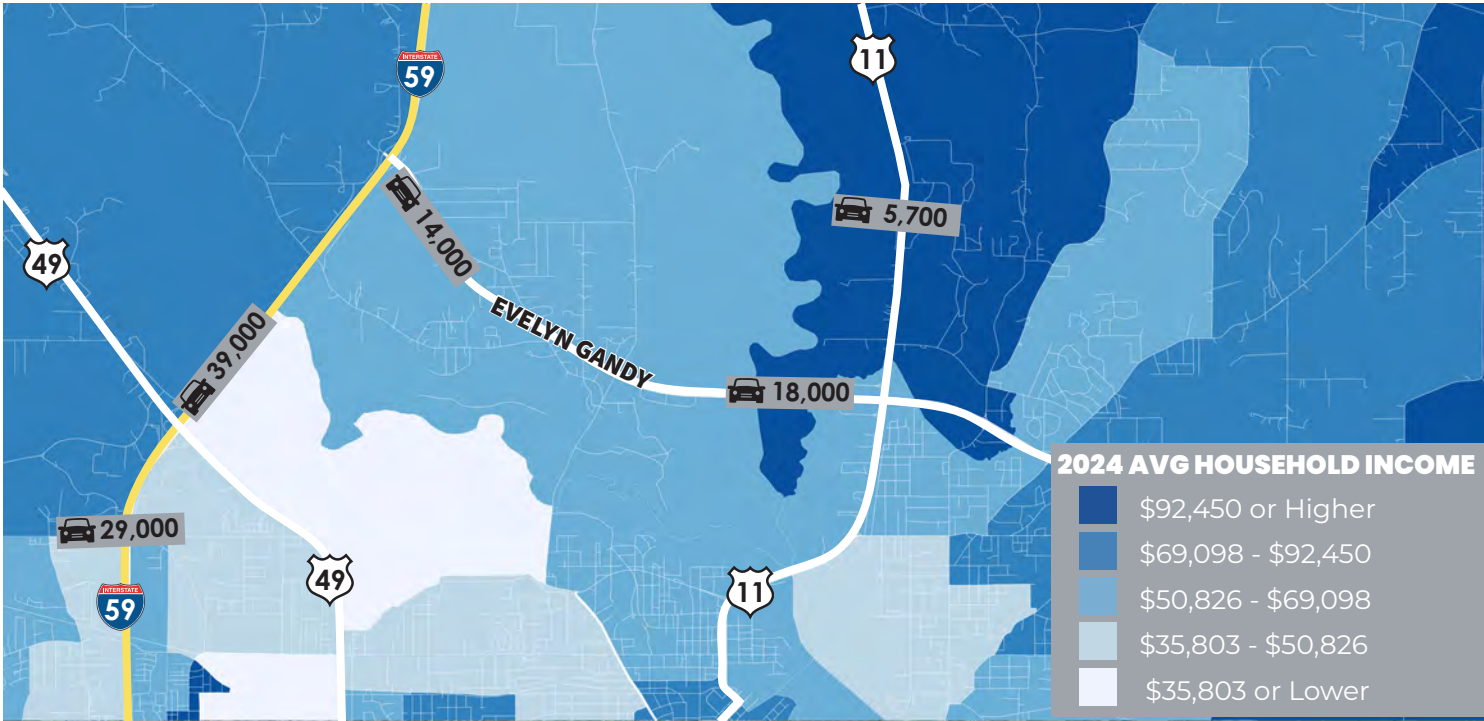 INTERSTATE
59
11
49
14,000
5,700
EVELYN GANDY
39,000
18,000
29,000
INTERSTATE
59
49
11
2024 AVG HOUSEHOLD INCOME
$92,450 or Higher
$69,098 - $92,450
$50,826 - $69,098
$35,803 - $50,826
$35,803 or Lower